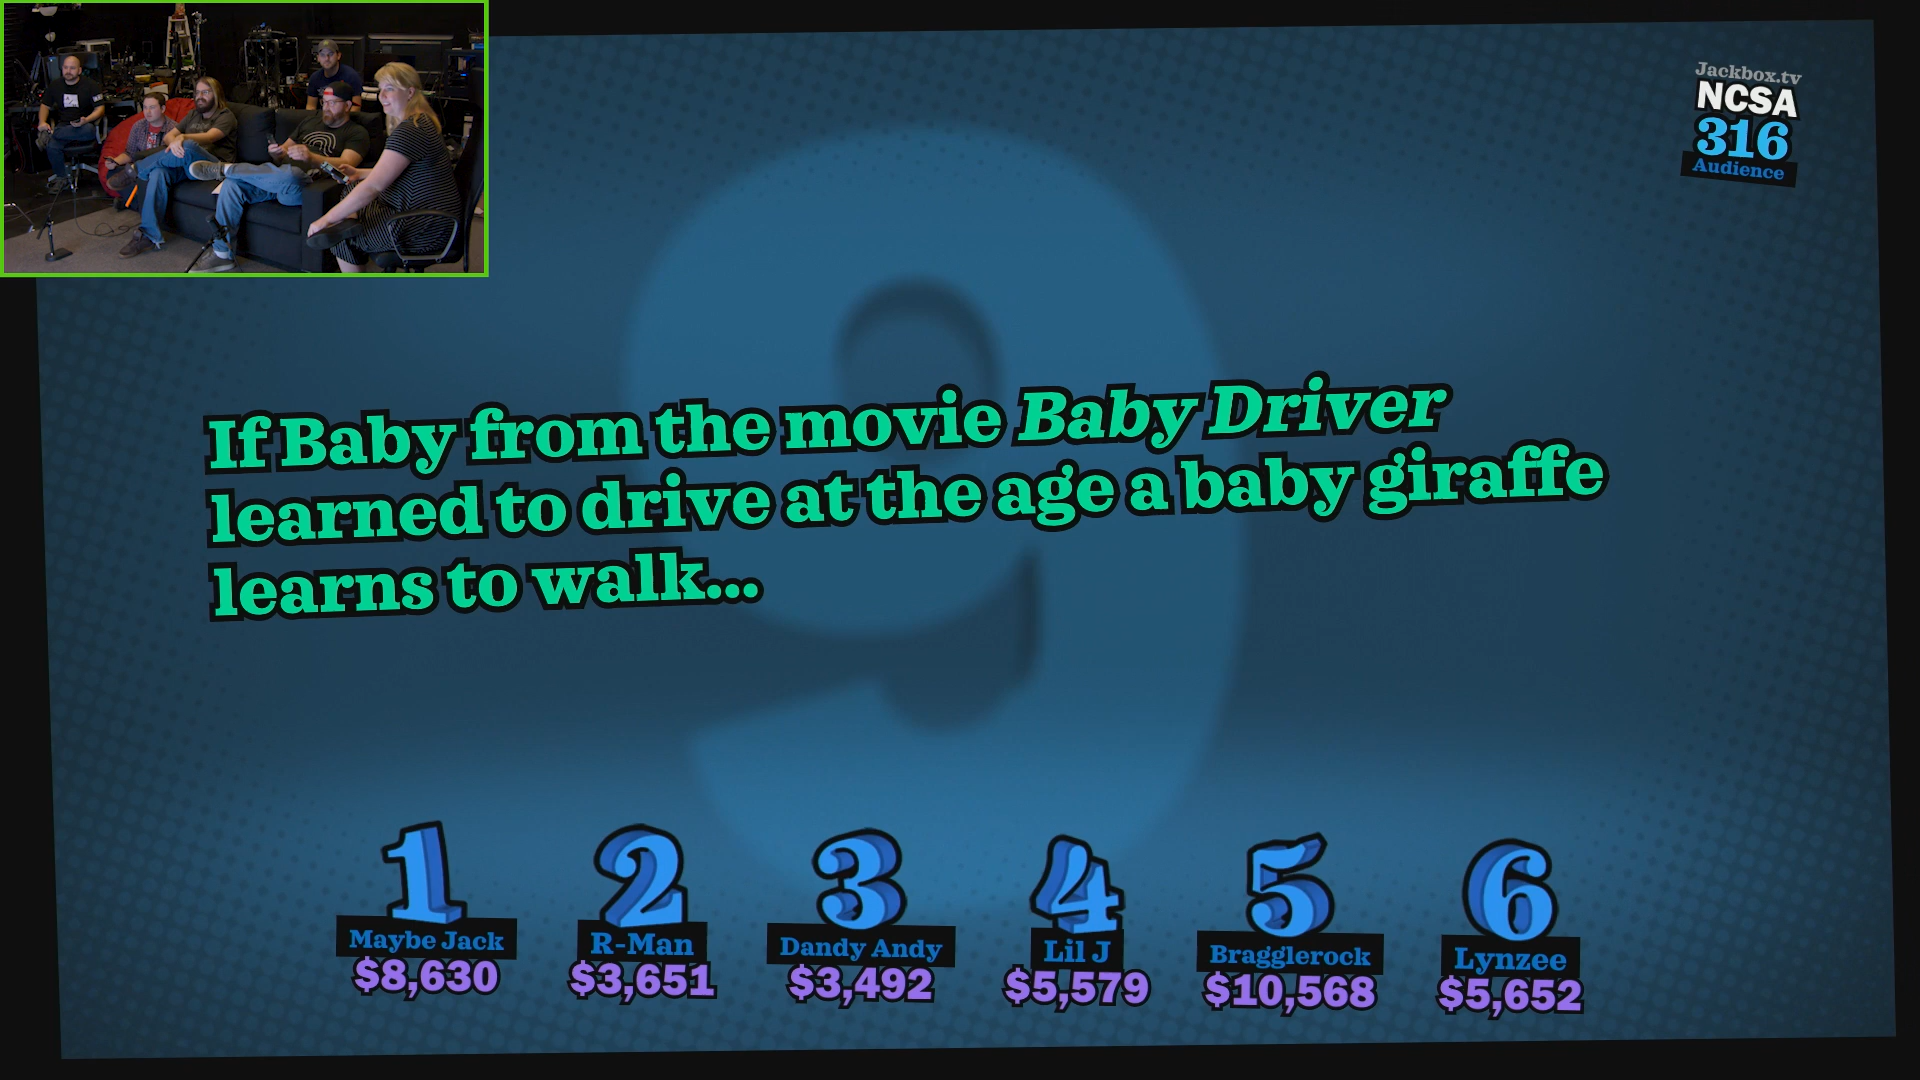 Jackbox.tv
NCSA
316
Audience
If Baby from the movie Baby Driver
learned to drive at the age a baby giraffe
learns to walk...
9
1
Maybe Jack
$8,630
2
R-Man
$3,651
3
Dandy Andy
$3,492
4
Lil J
$5,579
5
Bragglerock
$10,568
6
Lynzee
$5,652